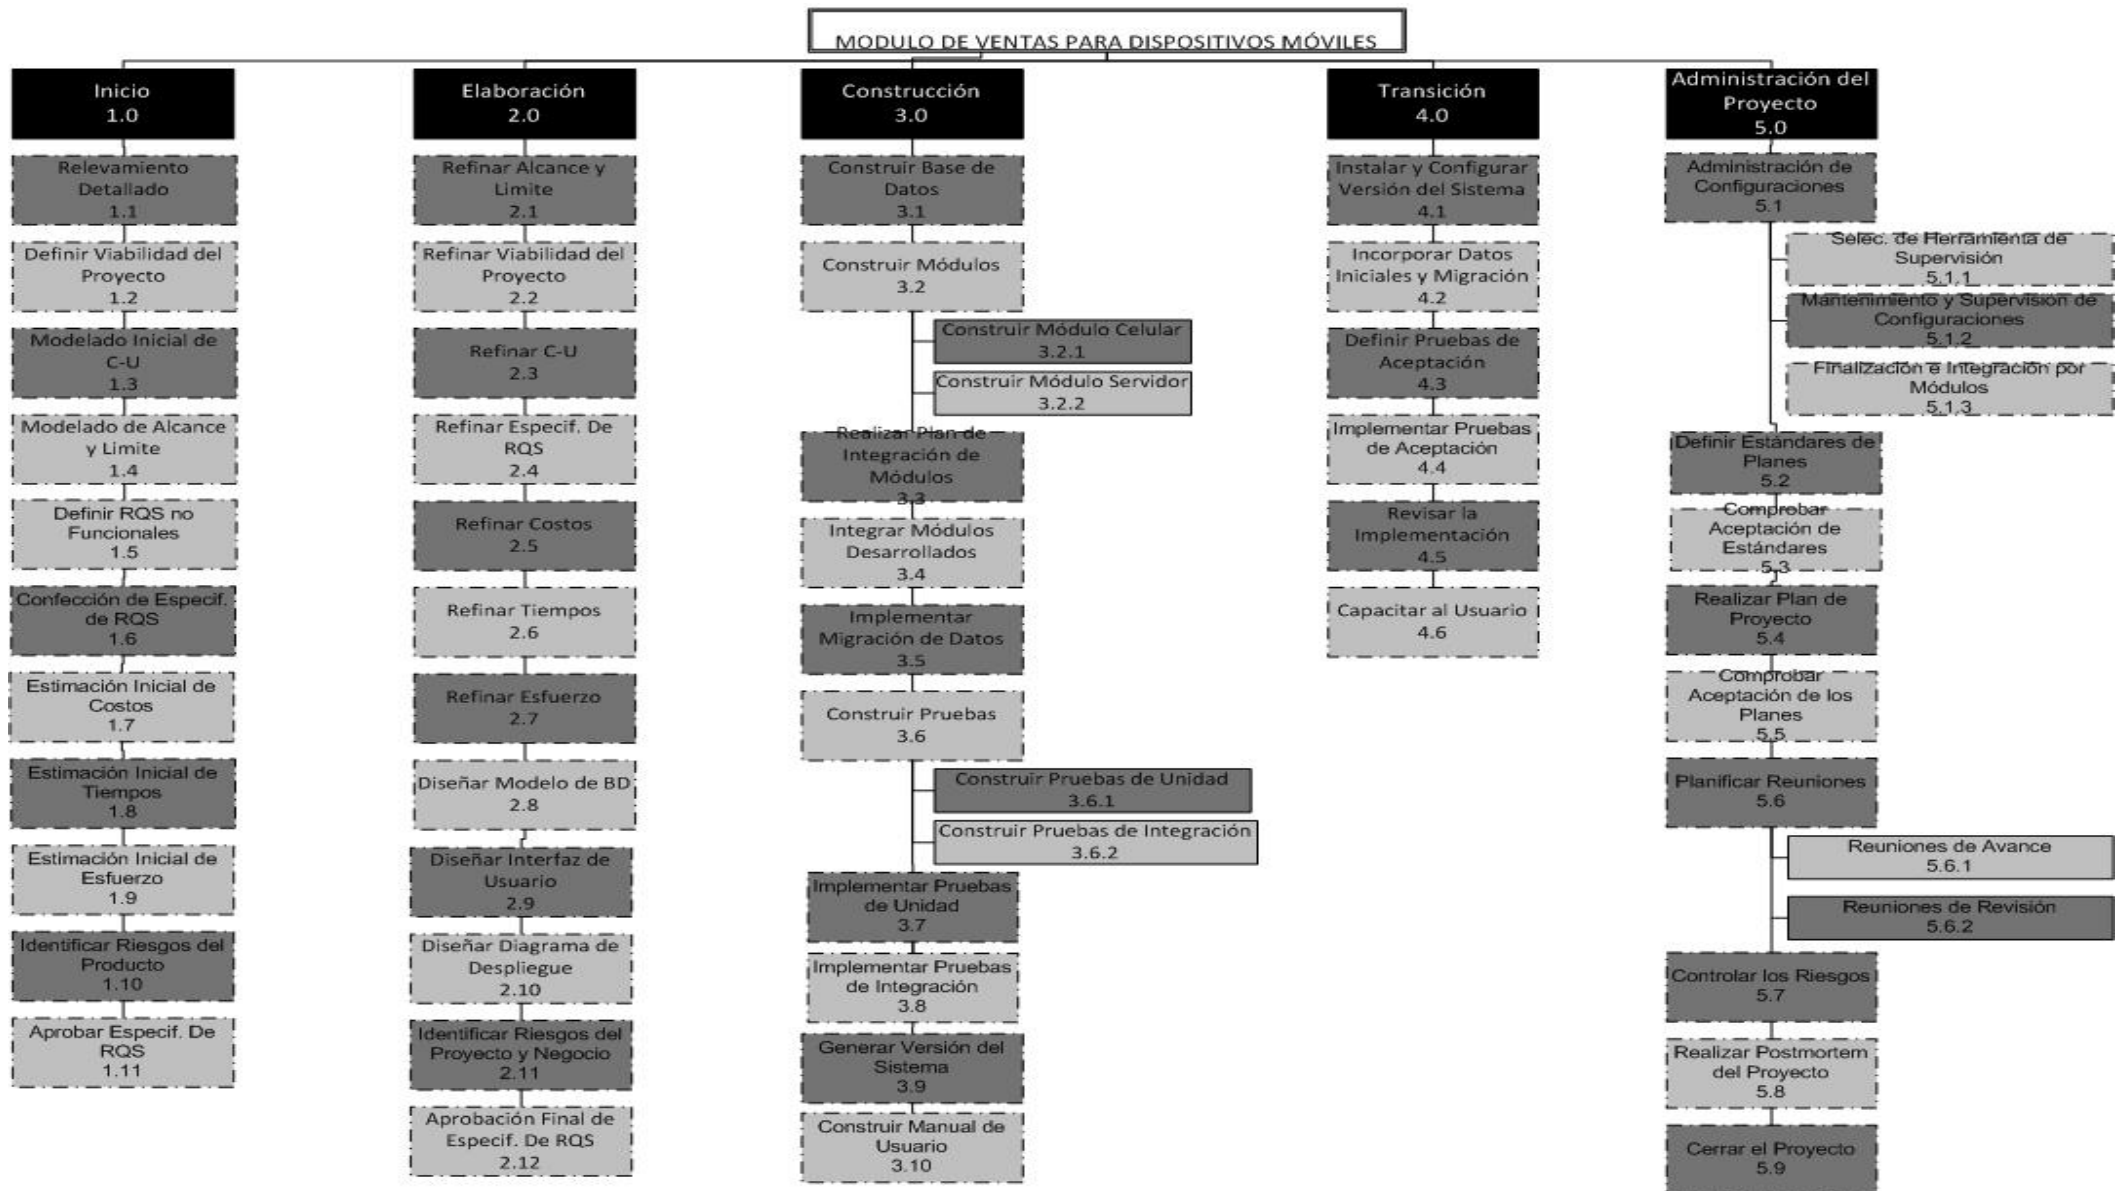 MODULO DE VENTAS PARA DISPOSITIVOS MÓVILES
Inicio
1.0
Relevamiento
Detallado
1.1
Definir Viabilidad del
Proyecto
1.2
Modelado Inicial de
C-U
1.3
Modelado de Alcance
y Limite
1.4
Definir RQS no
Funcionales
1.5
Confección de Especif.
de RQS
1.6
Estimación Inicial de
Costos
1.7
Estimación Inicial de
Tiempos
1.8
Estimación Inicial de
Esfuerzo
1.9
Identificar Riesgos del
Producto
1.10
Aprobar Especif. De
RQS
1.11
Elaboración
2.0
Refinar Alcance y
Limite
2.1
Refinar Viabilidad del
Proyecto
2.2
Refinar C-U
2.3
Refinar Especif. De
RQS
2.4
Refinar Costos
2.5
Refinar Tiempos
2.6
Refinar Esfuerzo
2.7
Diseñar Modelo de BD
2.8
Diseñar Interfaz de
Usuario
2.9
Diseñar Diagrama de
Despliegue
2.10
Identificar Riesgos del
Proyecto y Negocio
2.11
Aprobación Final de
Especif. De RQS
2.12
Construcción
3.0
Construir Base de
Datos
3.1
Construir Módulos
3.2
Construir Módulo Celular
3.2.1
Construir Módulo Servidor
3.2.2
Realizar Plan de
Integración de
Módulos
3.3
Integrar Módulos
Desarrollados
3.4
Implementar
Migración de Datos
3.5
Construir Pruebas
3.6
Construir Pruebas de Unidad
3.6.1
Construir Pruebas de Integración
3.6.2
Implementar Pruebas
de Unidad
3.7
Implementar Pruebas
de Integración
3.8
Generar Versión del
Sistema
3.9
Construir Manual de
Usuario
3.10
Transición
4.0
Instalar y Configurar
Versión del Sistema
4.1
Incorporar Datos
Iniciales y Migración
4.2
Definir Pruebas de
Aceptación
4.3
Implementar Pruebas
de Aceptación
4.4
Revisar la
Implementación
4.5
Capacitar al Usuario
4.6
Administración del
Proyecto
5.0
Administración de
Configuraciones
5.1
Selec. de Herramienta de
Supervisión
5.1.1
Mantenimiento y Supervisión de
Configuraciones
5.1.2
Finalización e Integración por
Módulos
5.1.3
Definir Estándares de
Planes
5.2
Comprobar
Aceptación de
Estándares
5.3
Realizar Plan de
Proyecto
5.4
Comprobar
Aceptación de los
Planes
5.5
Planificar Reuniones
5.6
Reuniones de Avance
5.6.1
Reuniones de Revisión
5.6.2
Controlar los Riesgos
5.7
Realizar Postmortem
del Proyecto
5.8
Cerrar el Proyecto
5.9